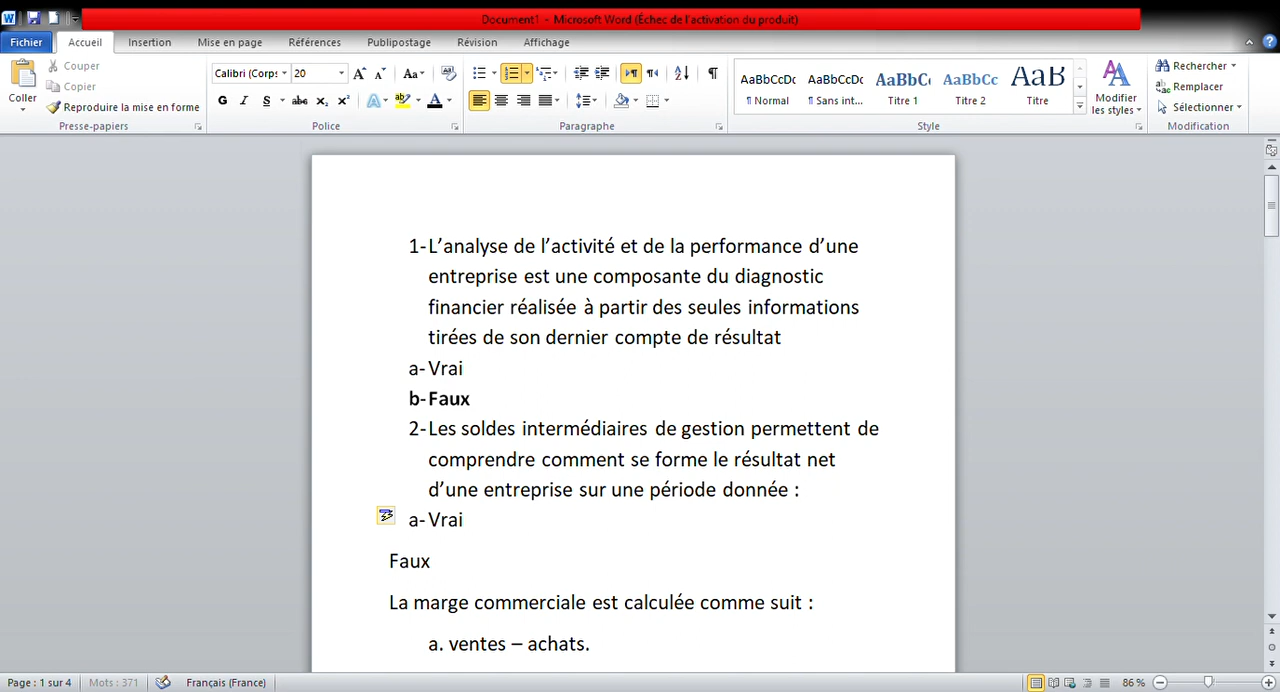 Document1 - Microsoft Word (Échec de l'activation du produit)
Fichier Accueil Insertion Mise en page Références Publipostage Révision Affichage
Coller
Couper
Copier
Reproduire la mise en forme
Presse-papiers
Calibri (Corps 20
G I S abc x₂ x² A ab A
Police
Paragraphe
AaBbCcDc AaBbCcDc AaBbC AaBbCc AaB
¶ Normal ¶ Sans int... Titre 1 Titre 2 Titre
Style
Modifier
les styles
Rechercher
Remplacer
Sélectionner
Modification
1-L’analyse de l’activité et de la performance d’une
entreprise est une composante du diagnostic
financier réalisée à partir des seules informations
tirées de son dernier compte de résultat
a-Vrai
b-Faux
2-Les soldes intermédiaires de gestion permettent de
comprendre comment se forme le résultat net
d’une entreprise sur une période donnée :
a-Vrai
Faux
La marge commerciale est calculée comme suit :
a. ventes – achats.
Page : 1 sur 4 Mots : 371 Français (France) 86 %